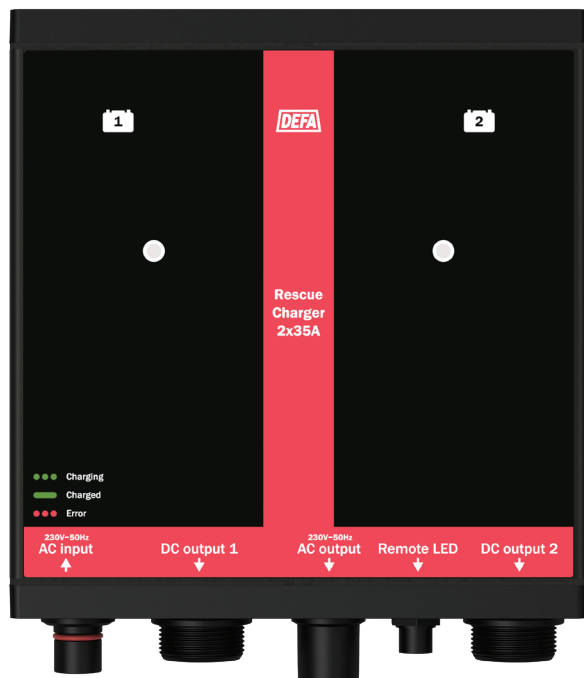 1
DEFA
2
Rescue
Charger
2x35A
Charging
Charged
Error
230V~50Hz
AC input
DC output 1
230V~50Hz
AC output
Remote LED
DC output 2